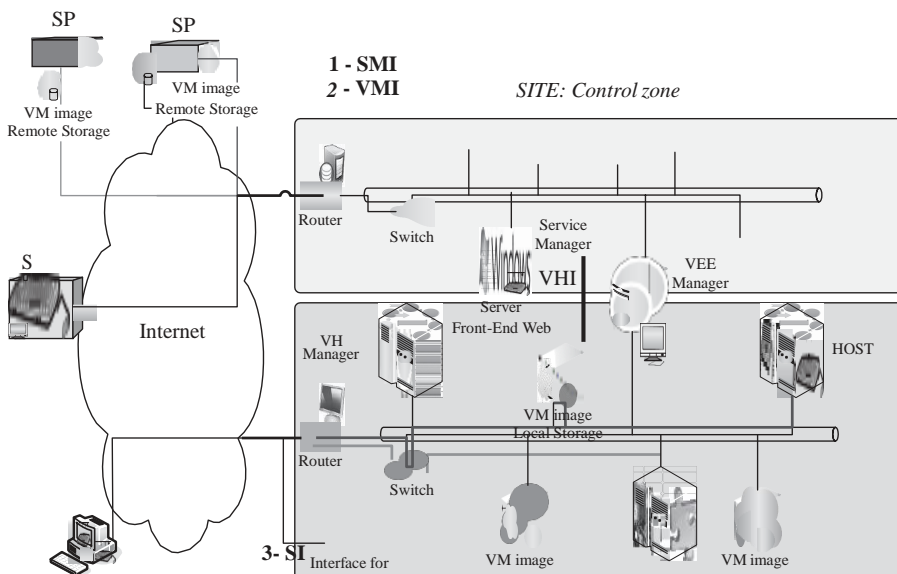 SP
SP
VM image
Remote Storage
VM image
Remote Storage
1 - SMI
2 - VMI
SITE: Control zone
Router
Switch
Service
Manager
VHI
VEE
Manager
S
Internet
Server
Front-End Web
VH
Manager
HOST
VM image
Local Storage
Router
Switch
3- SI
Interface for
VM image
VM image